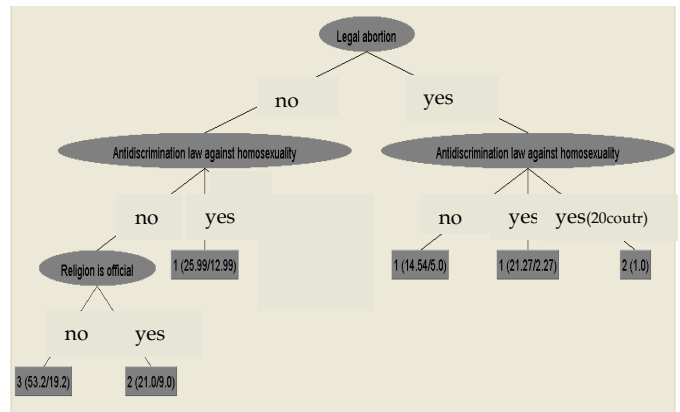 Legal abortion
no
yes
Antidiscrimination law against homosexuality
Antidiscrimination law against homosexuality
no
yes
no
yes
yes(20coutr)
Religion is official
1 (25.99/12.99)
1 (14.54/5.0)
1 (21.27/2.27)
2 (1.0)
no
yes
3 (53.2/19.2)
2 (21.0/9.0)